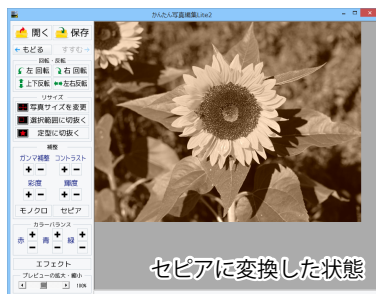 かんたん写真編集Lite2
開く 保存
もどる すすむ
回転・反転
左 回転 右 回転
上下反転 左右反転
リサイズ
写真サイズを変更
選択範囲に切抜く
定型に切抜く
補整
ガンマ補整 コントラスト
+ − + −
彩度 輝度
+ − + −
モノクロ セピア
カラーバランス
赤 + − 青 + − 緑 + −
エフェクト
プレビューの拡大・縮小
100%
セピアに変換した状態